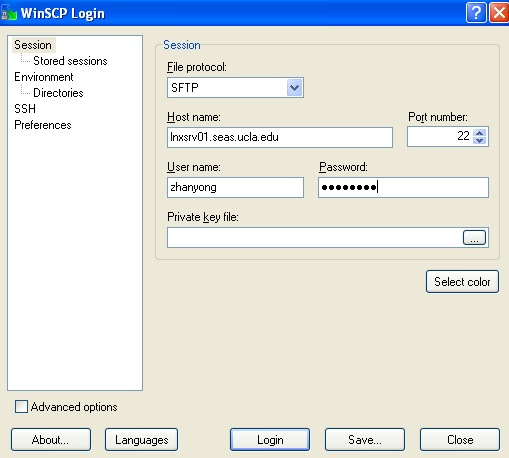 WinSCP Login
Session
Stored sessions
Environment
Directories
SSH
Preferences
Session
File protocol:
SFTP
Host name:
Port number:
lnxsrv01.seas.ucla.edu
22
User name:
Password:
zhanyong
●●●●●●●●
Private key file:
...
Select color
Advanced options
About...
Languages
Login
Save...
Close